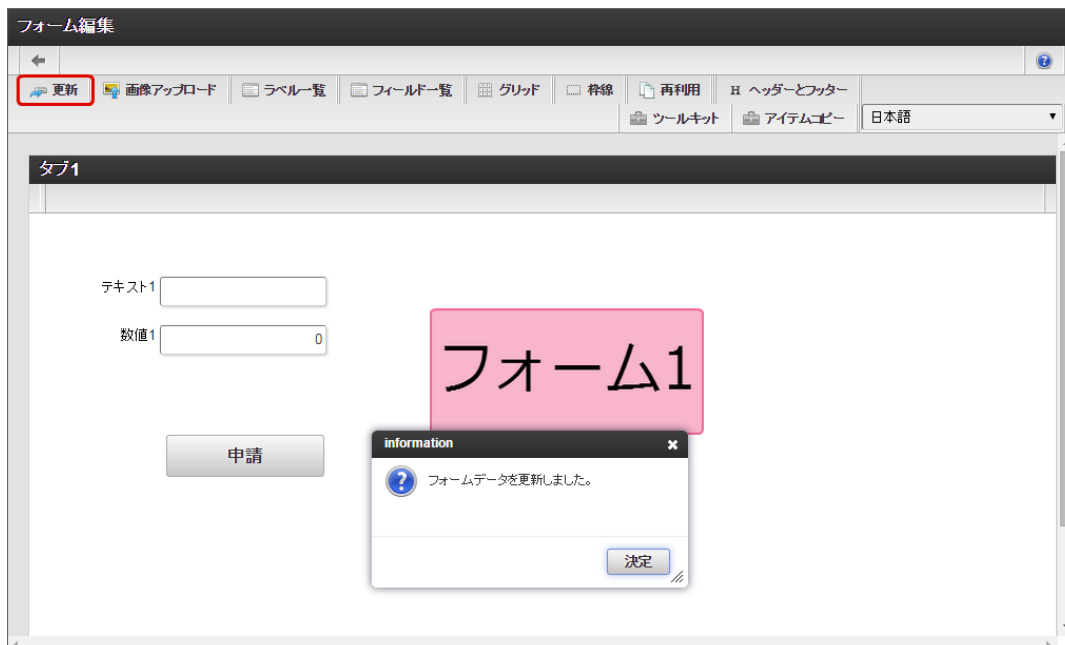 フォーム編集
更新 画像アップロード ラベル一覧 フィールド一覧 グリッド 枠線 再利用 H ヘッダーとフッター
ツールキット アイテムコピー 日本語
タブ1
テキスト1
数値1 0
フォーム1
申請
information
フォームデータを更新しました。
決定